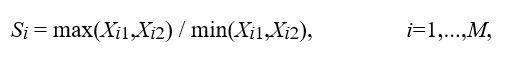 Si = max(Xi1,Xi2) / min(Xi1,Xi2), i=1,...,M,